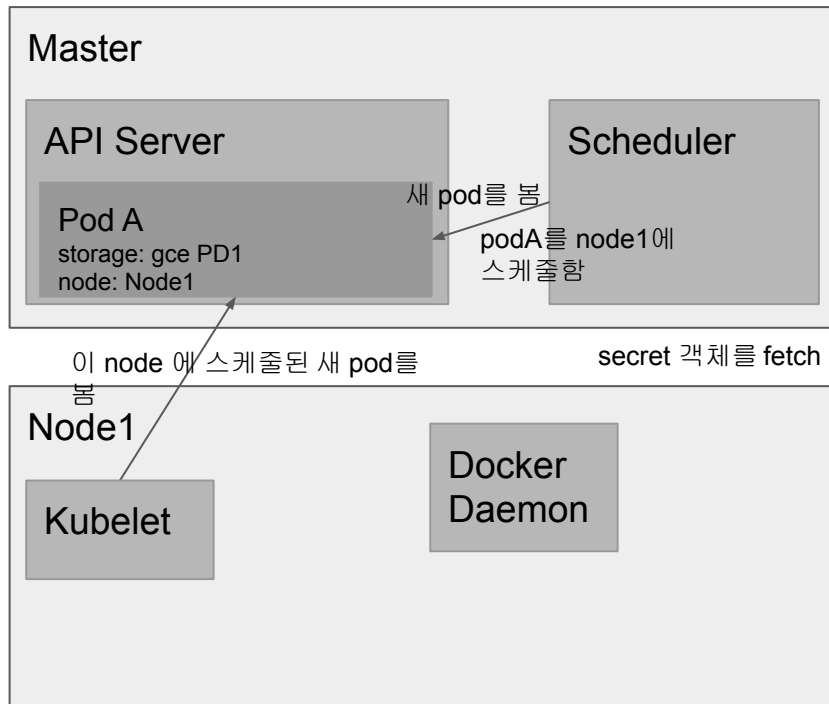 Master
API Server
Scheduler
새 pod를 봄
Pod A
storage: gce PD1
node: Node1
podA를 node1에
스케줄함
이 node 에 스케줄된 새 pod를
봄
secret 객체를 fetch
Node1
Docker
Daemon
Kubelet